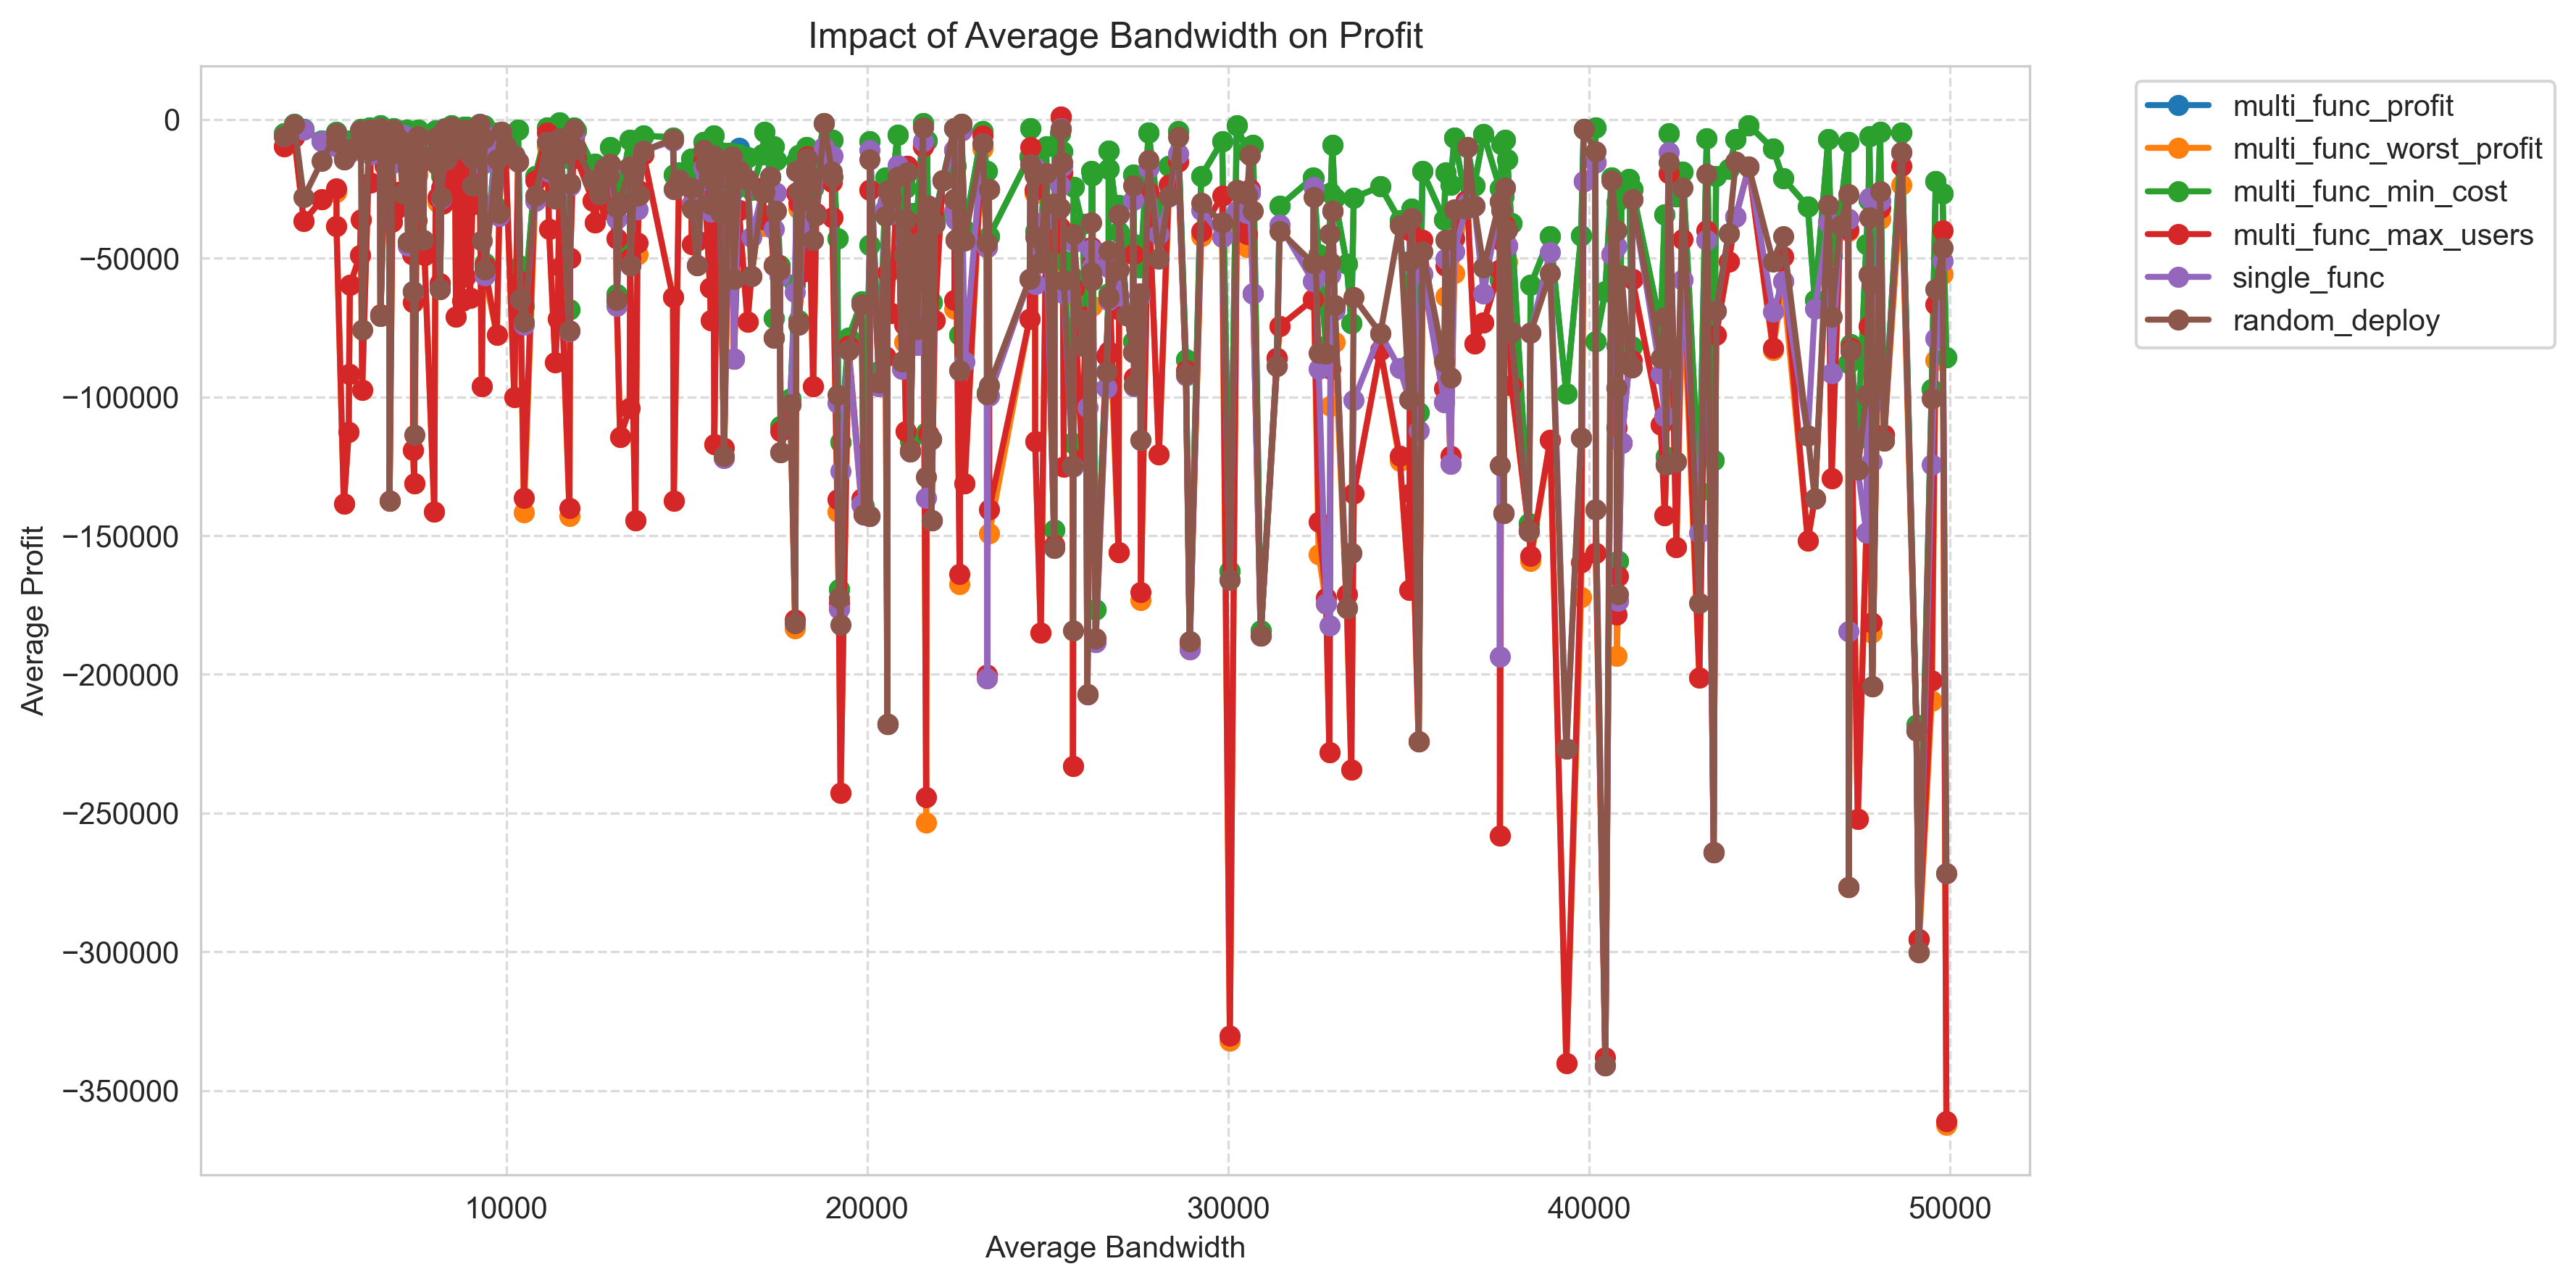 Impact of Average Bandwidth on Profit
0
−50000
−100000
−150000
−200000
−250000
−300000
−350000
Average Profit
10000 20000 30000 40000 50000
Average Bandwidth
multi_func_profit
multi_func_worst_profit
multi_func_min_cost
multi_func_max_users
single_func
random_deploy